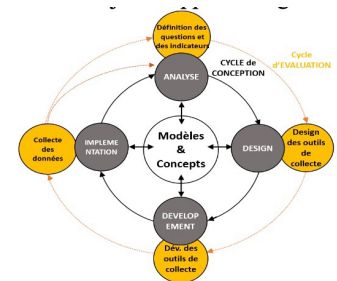 Définition des
questions et
des indicateurs
Cycle
d'EVALUATION
ANALYSE
CYCLE de
CONCEPTION
Collecte
des
données
IMPLEME
NTATION
Modèles
&
Concepts
DESIGN
Design
des outils
de
collecte
DEVELOP
PEMENT
Dév. des
outils de
collecte